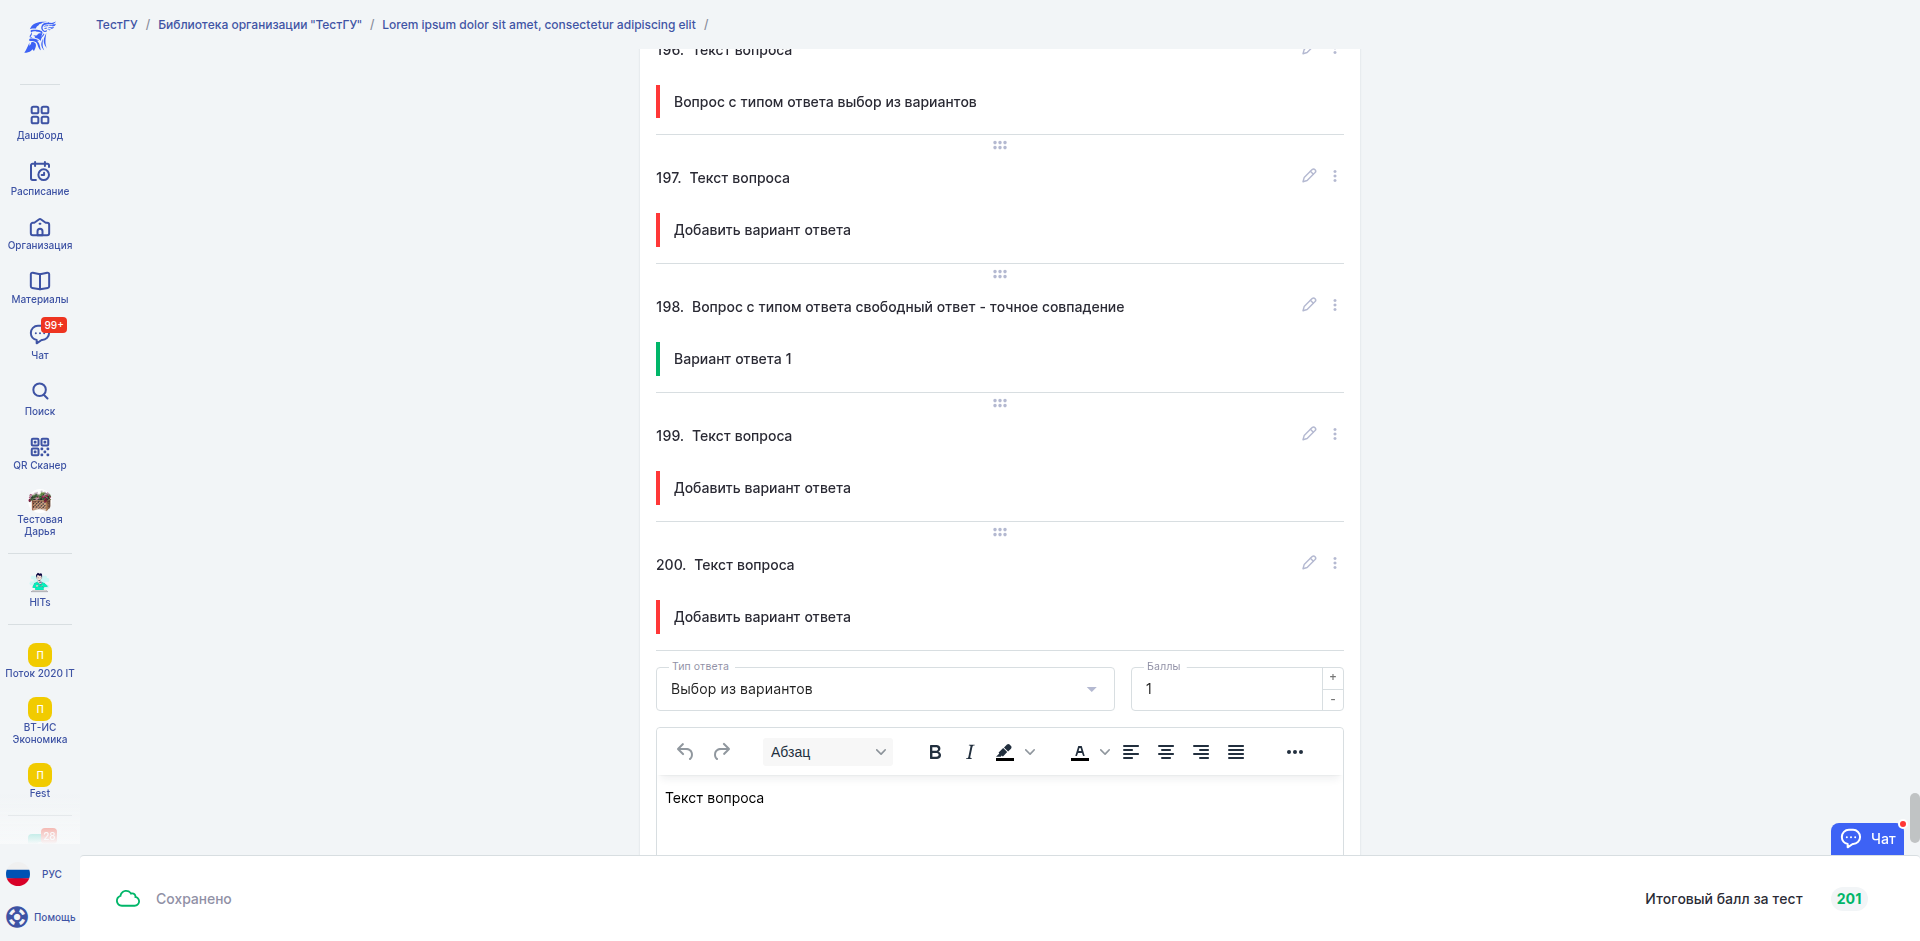 ТестГУ / Библиотека организации "ТестГУ" / Lorem ipsum dolor sit amet, consectetur adipiscing elit /
Дашборд
Расписание
Организация
Материалы
99+
Чат
Поиск
QR Сканер
Тестовая
Дарья
HITs
П
Поток 2020 IT
П
ВТ-ИС
Экономика
П
Fest
28
РУС
Помощь
196. Текст вопроса
Вопрос с типом ответа выбор из вариантов
197. Текст вопроса
Добавить вариант ответа
198. Вопрос с типом ответа свободный ответ - точное совпадение
Вариант ответа 1
199. Текст вопроса
Добавить вариант ответа
200. Текст вопроса
Добавить вариант ответа
Тип ответа
Выбор из вариантов
Баллы
1
+
-
Абзац
B I A
Текст вопроса
Чат
Сохранено
Итоговый балл за тест 201